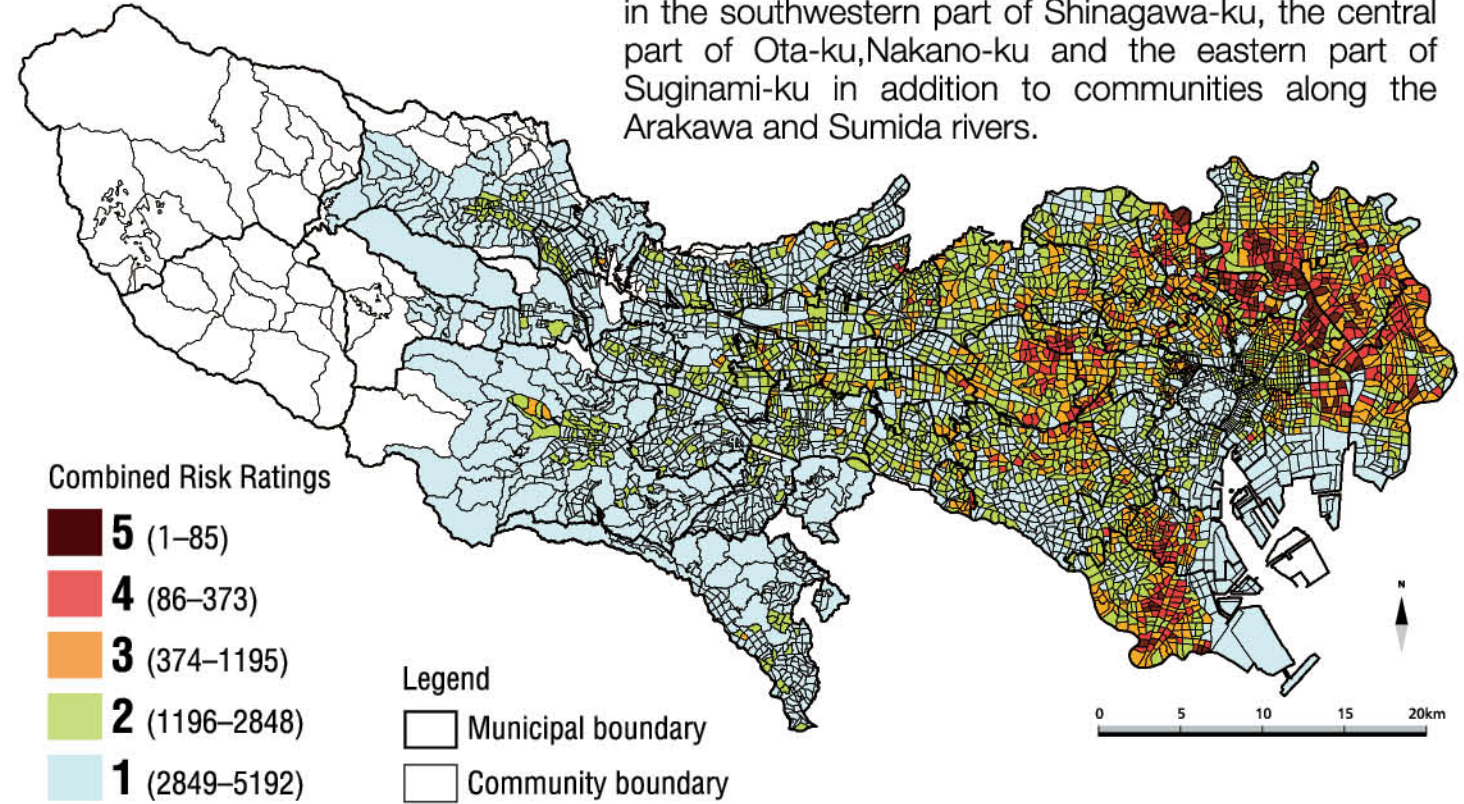 in the southwestern part of Shinagawa-ku, the central
part of Ota-ku,Nakano-ku and the eastern part of
Suginami-ku in addition to communities along the
Arakawa and Sumida rivers.
Combined Risk Ratings
5 (1–85)
4 (86–373)
3 (374–1195)
2 (1196–2848)
1 (2849–5192)
Legend
Municipal boundary
Community boundary
N
0 5 10 15 20km